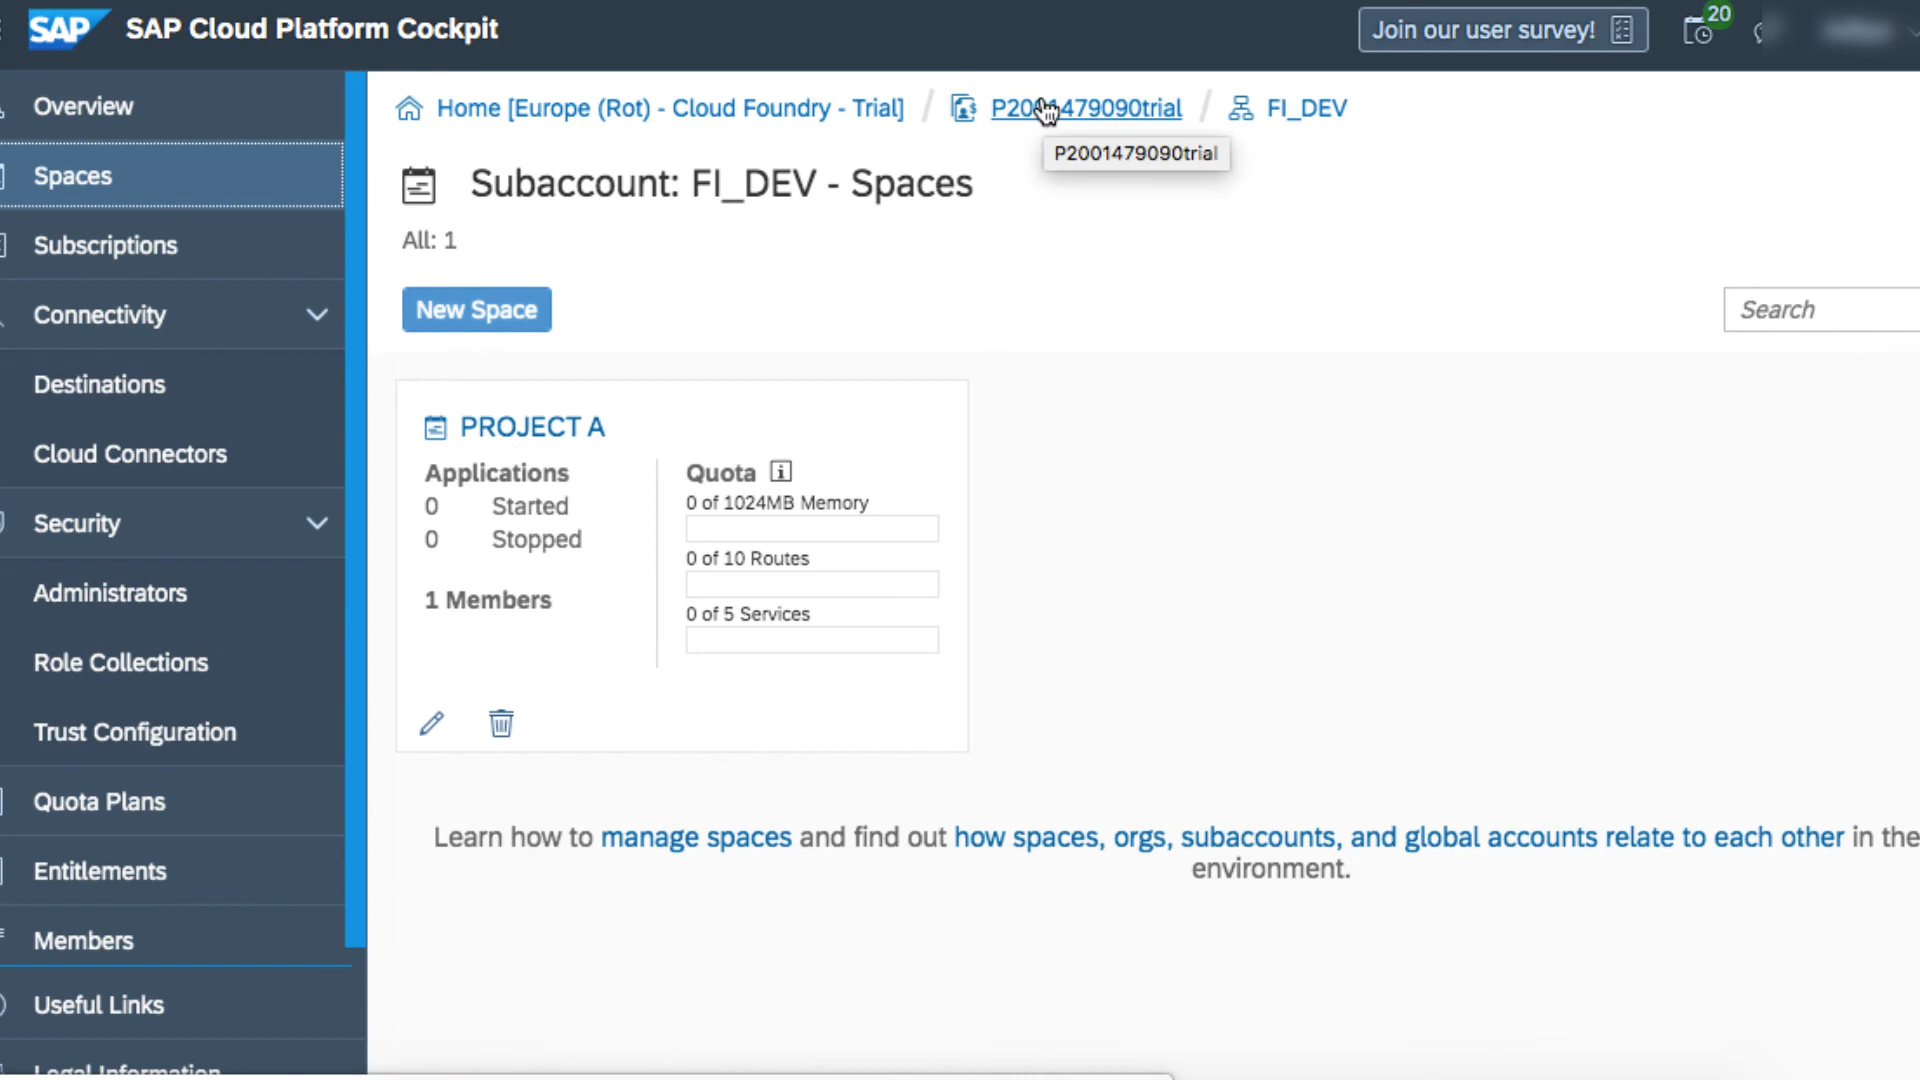 SAP SAP Cloud Platform Cockpit
Join our user survey!
20
Overview
Spaces
Subscriptions
Connectivity
Destinations
Cloud Connectors
Security
Administrators
Role Collections
Trust Configuration
Quota Plans
Entitlements
Members
Useful Links
Legal Information
Home [Europe (Rot) - Cloud Foundry - Trial] / P2001479090trial / FI_DEV
P2001479090trial
Subaccount: FI_DEV - Spaces
All: 1
New Space
Search
PROJECT A
Applications
0 Started
0 Stopped
1 Members
Quota
0 of 1024MB Memory
0 of 10 Routes
0 of 5 Services
Learn how to manage spaces and find out how spaces, orgs, subaccounts, and global accounts relate to each other in the
environment.